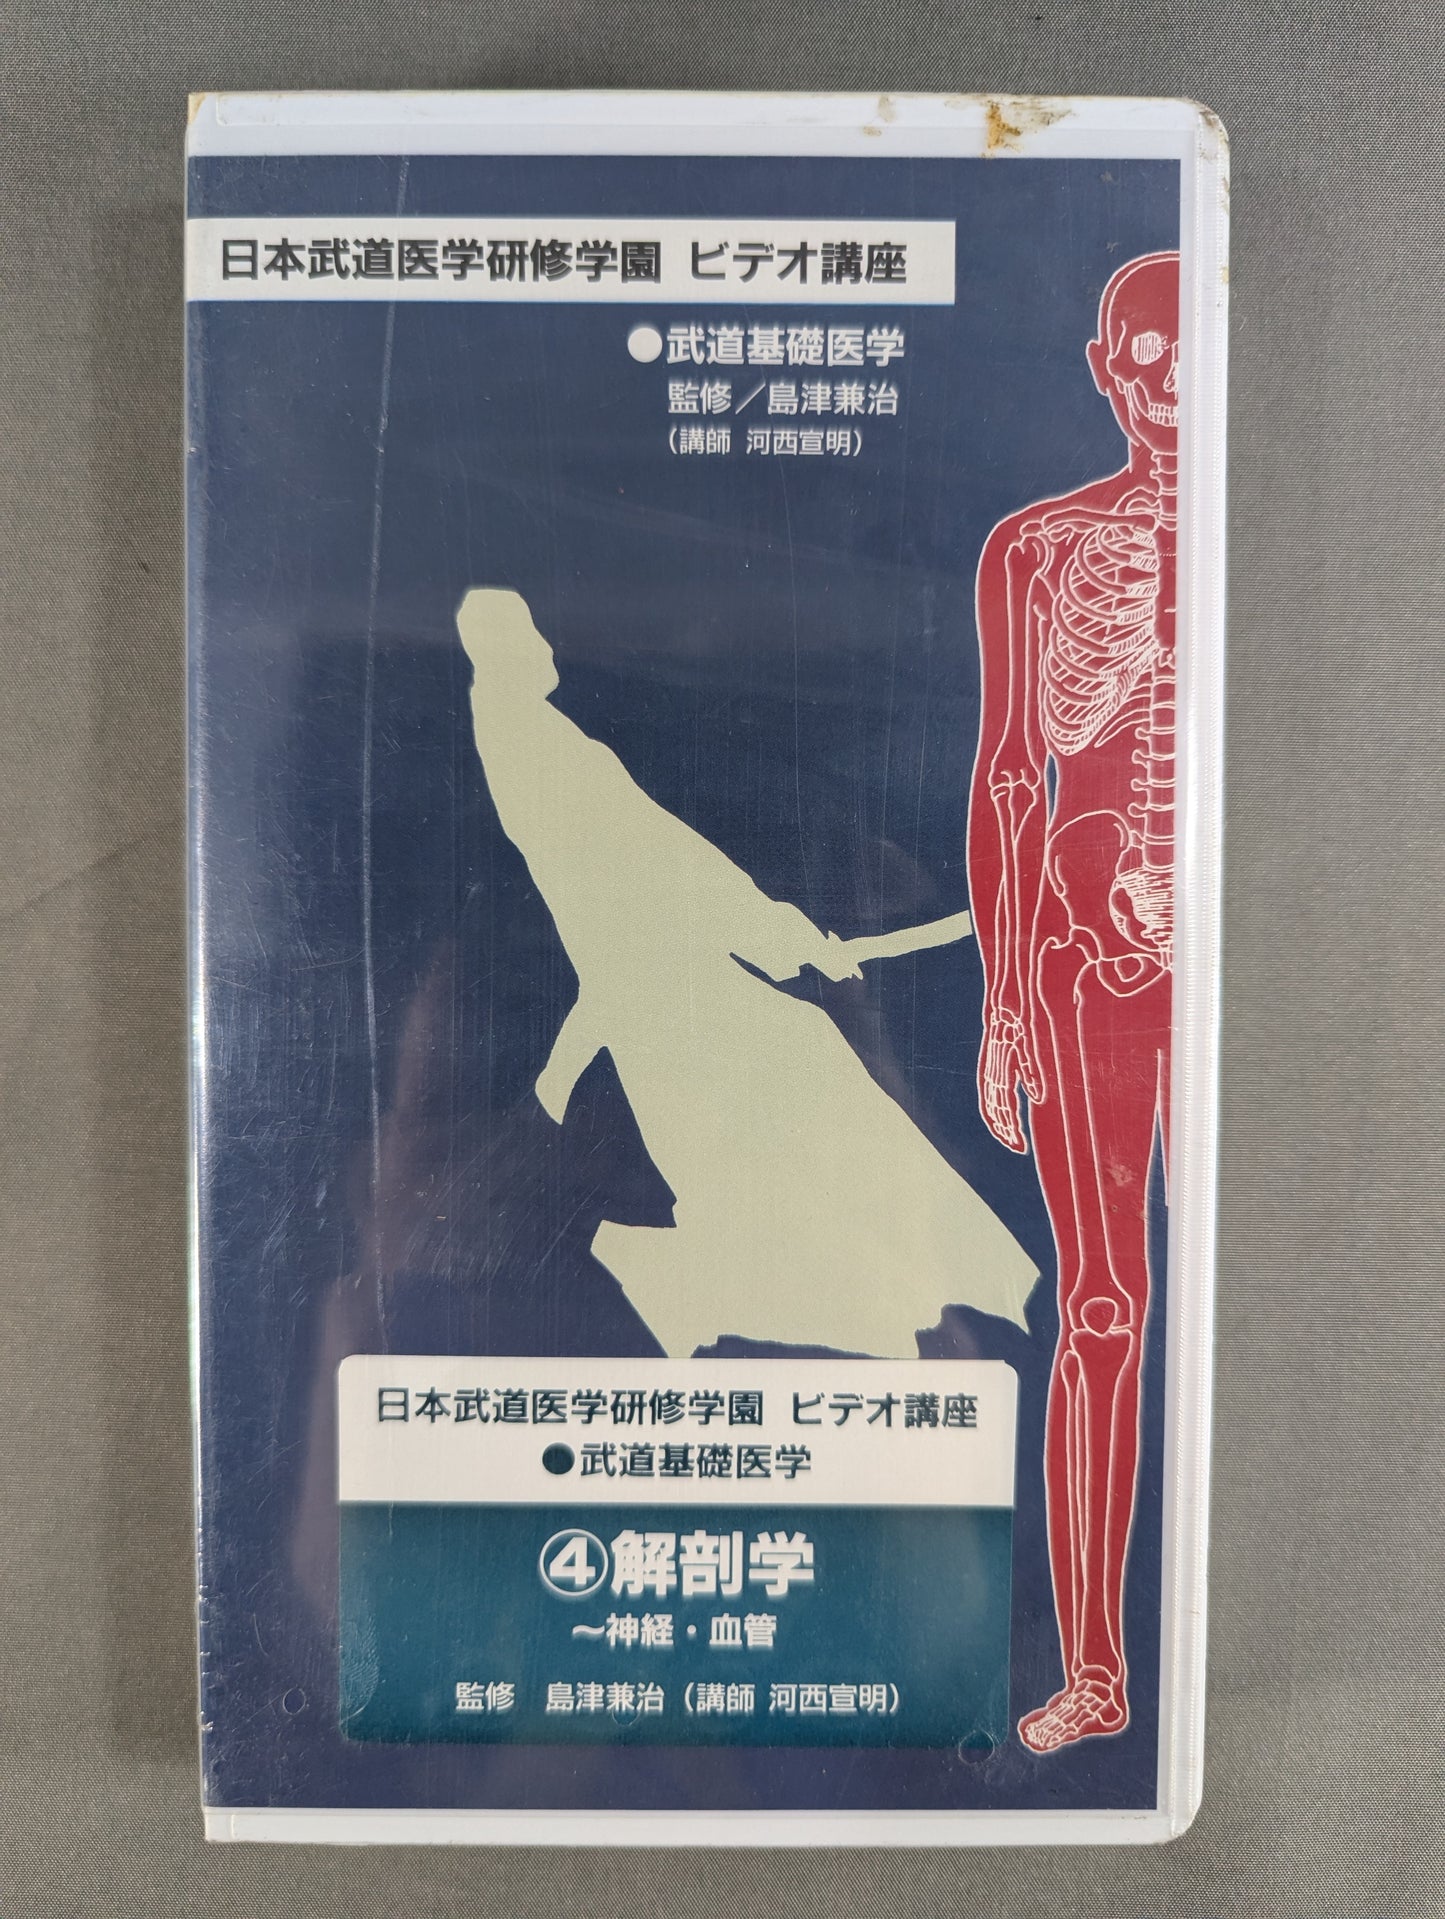 日本武道医学研修学園 ビデオ講座
●武道基礎医学
監修/島津兼治
(講師 河西宣明)
日本武道医学研修学園 ビデオ講座
●武道基礎医学
④解剖学
~神経・血管
監修 島津兼治(講師 河西宣明)